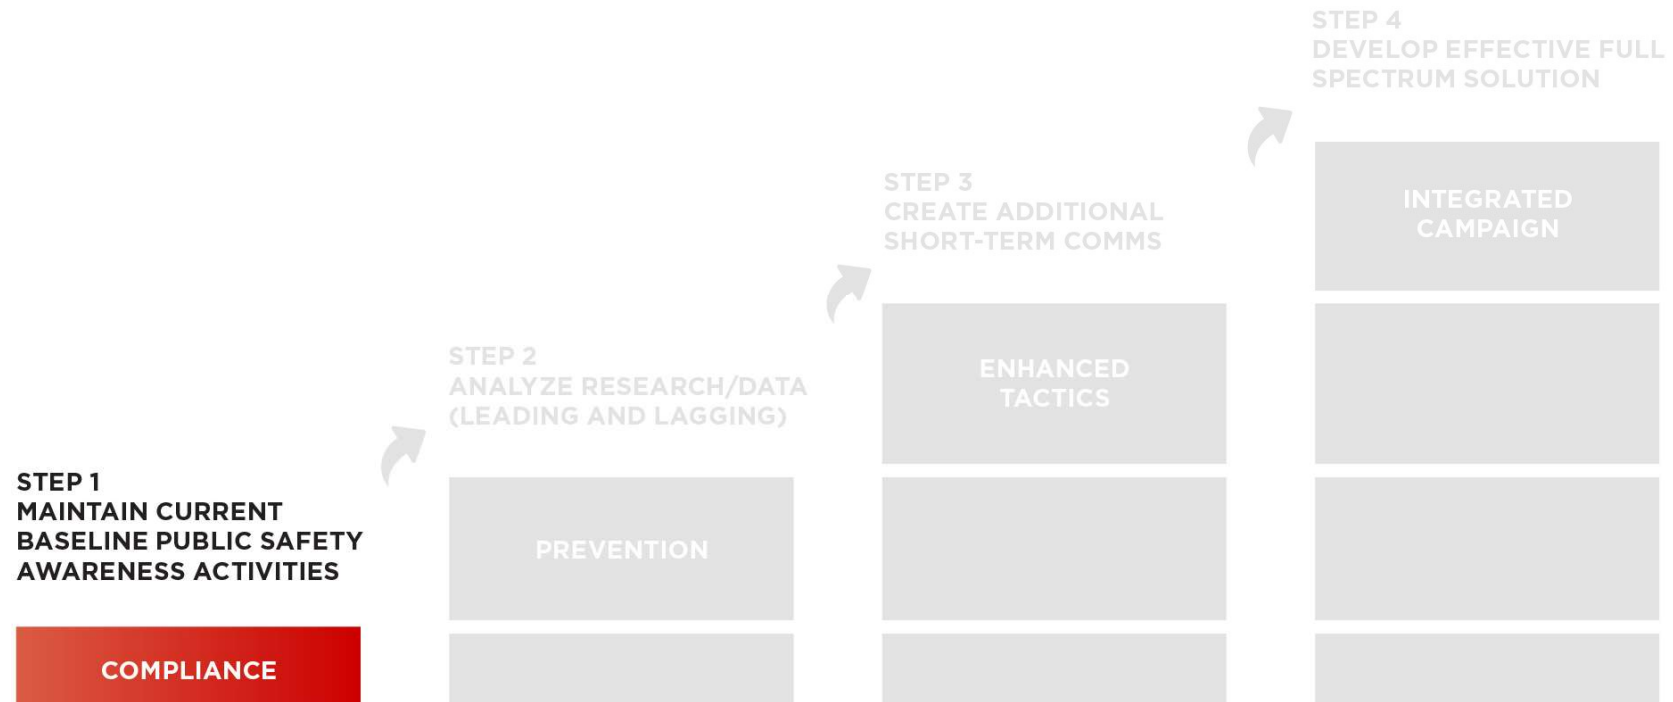 STEP 1
MAINTAIN CURRENT
BASELINE PUBLIC SAFETY
AWARENESS ACTIVITIES
COMPLIANCE
STEP 2
ANALYZE RESEARCH/DATA
(LEADING AND LAGGING)
PREVENTION
STEP 3
CREATE ADDITIONAL
SHORT-TERM COMMS
ENHANCED
TACTICS
STEP 4
DEVELOP EFFECTIVE FULL
SPECTRUM SOLUTION
INTEGRATED
CAMPAIGN